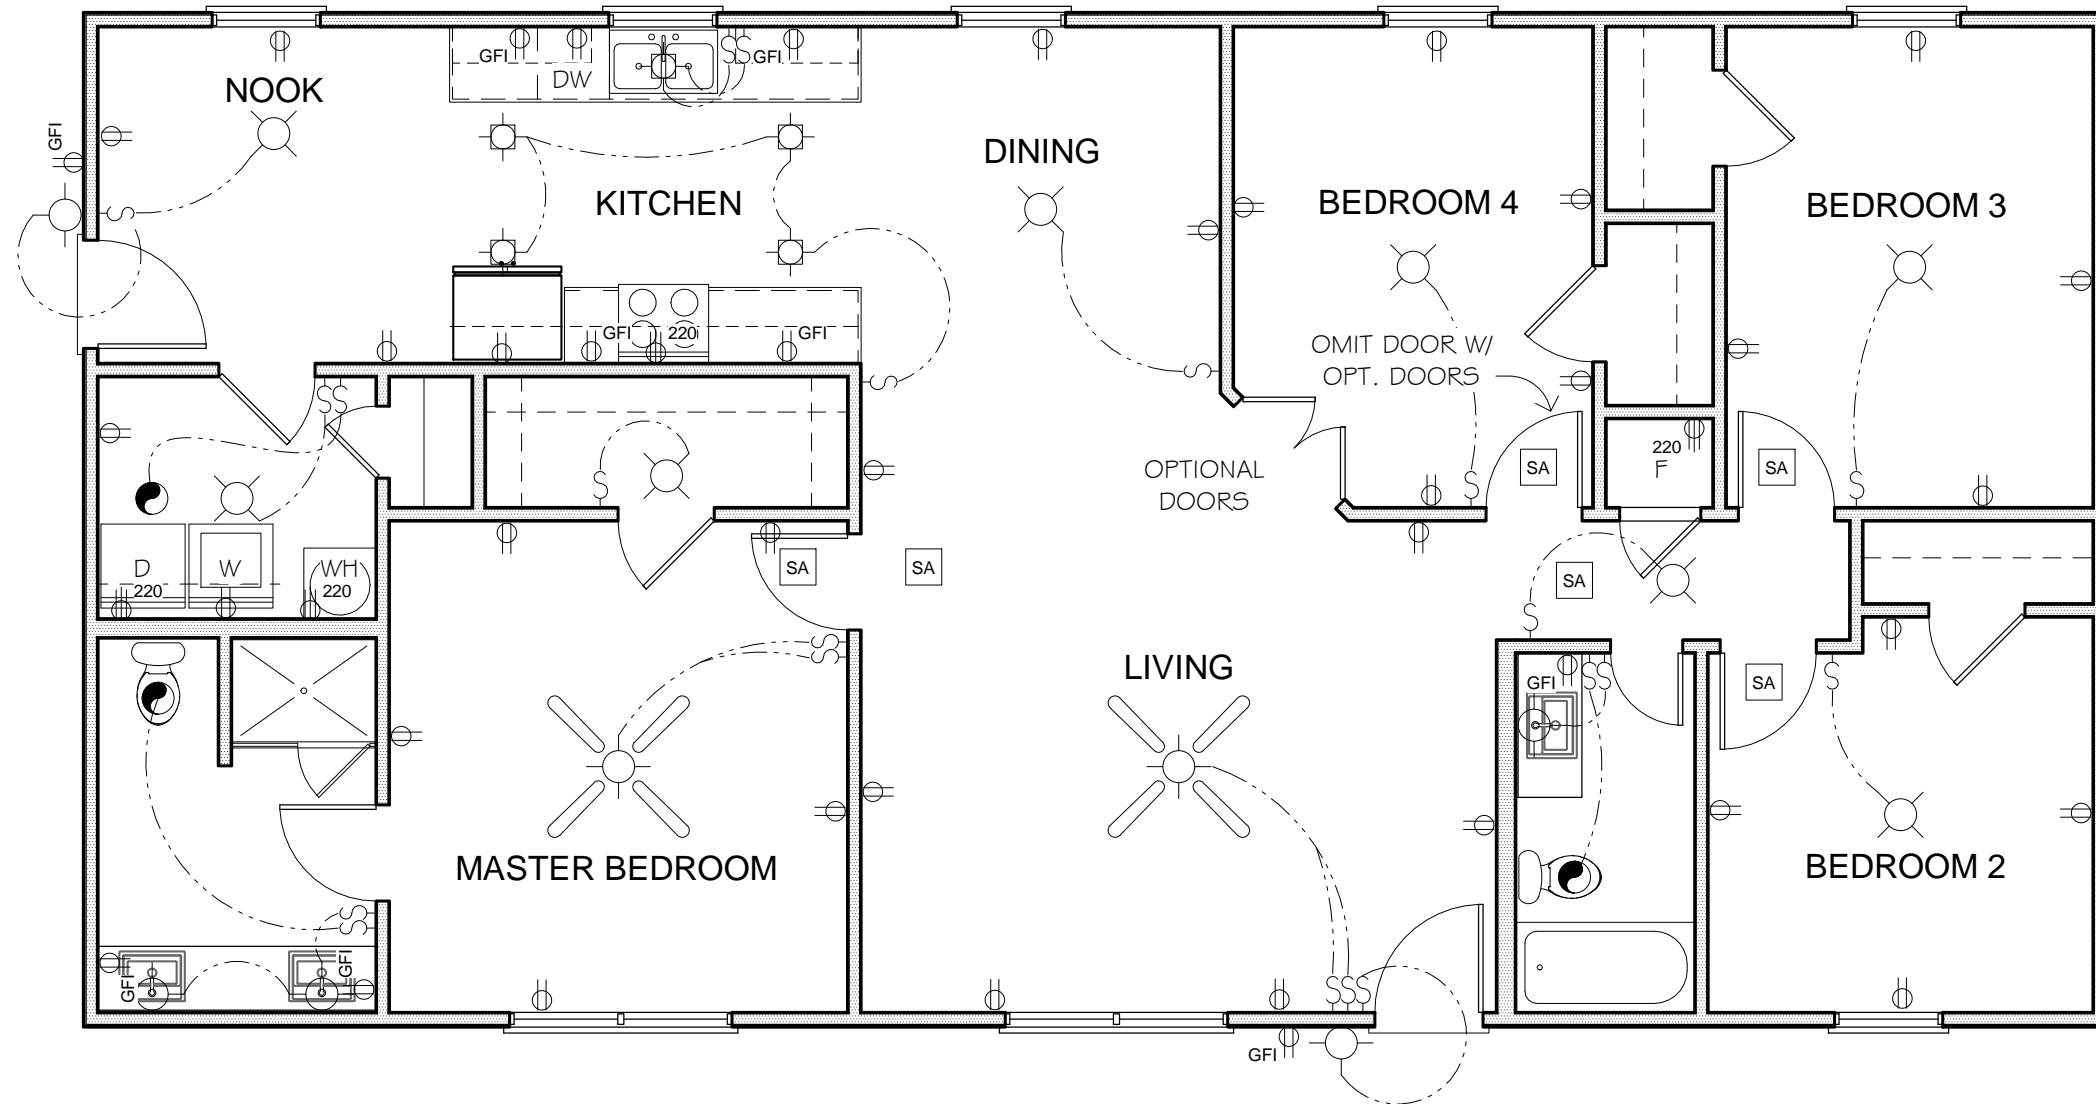 GFI
DW
GFI
NOOK
GFI
DINING
KITCHEN
BEDROOM 4
BEDROOM 3
S
S
S
S
GFI
220
GFI
OMIT DOOR W/
OPT. DOORS
S
S
S
S
220
F
OPTIONAL
DOORS
SA
SA
S
S
S
D
220
W
WH
220
SA
SA
SA
S
S
S
LIVING
GFI
S
S
S
SA
MASTER BEDROOM
BEDROOM 2
S
S
GFI
GFI
S
S
S
GFI